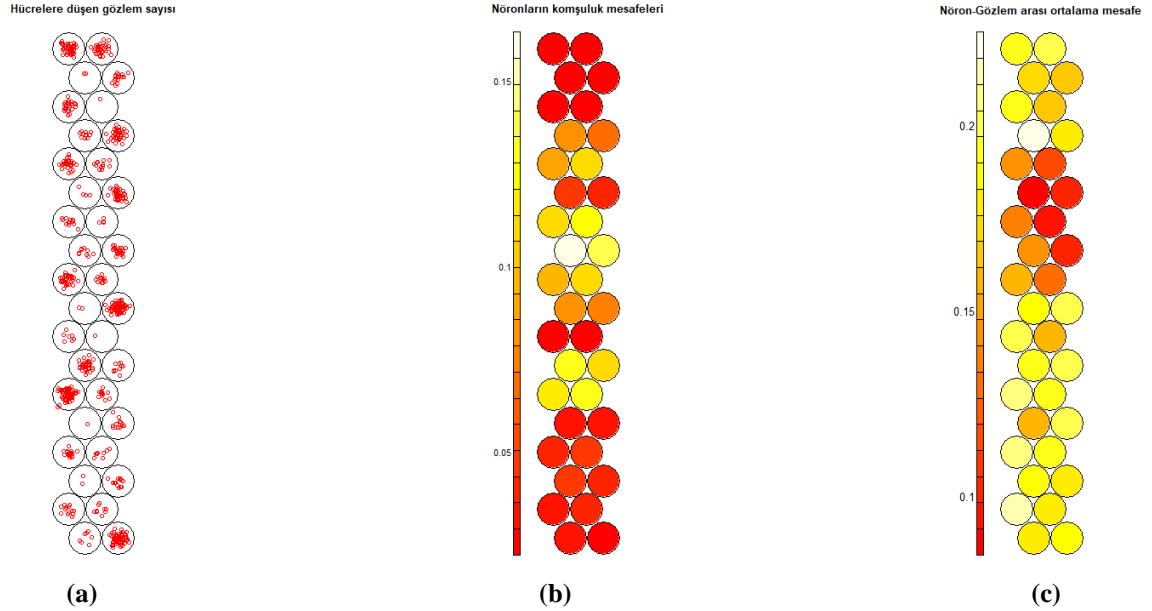 Hücrelere düşen gözlem sayısı
Nöronların komşuluk mesafeleri
Nöron-Gözlem arası ortalama mesafe
0.15
0.1
0.05
0.2
0.15
0.1
(a)
(b)
(c)